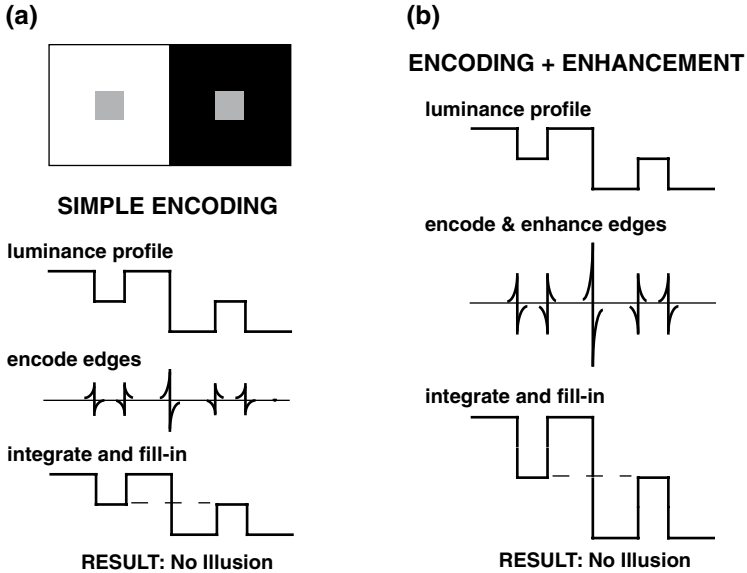 (a)
SIMPLE ENCODING
luminance profile
encode edges
integrate and fill-in
RESULT: No Illusion
(b)
ENCODING + ENHANCEMENT
luminance profile
encode & enhance edges
integrate and fill-in
RESULT: No Illusion